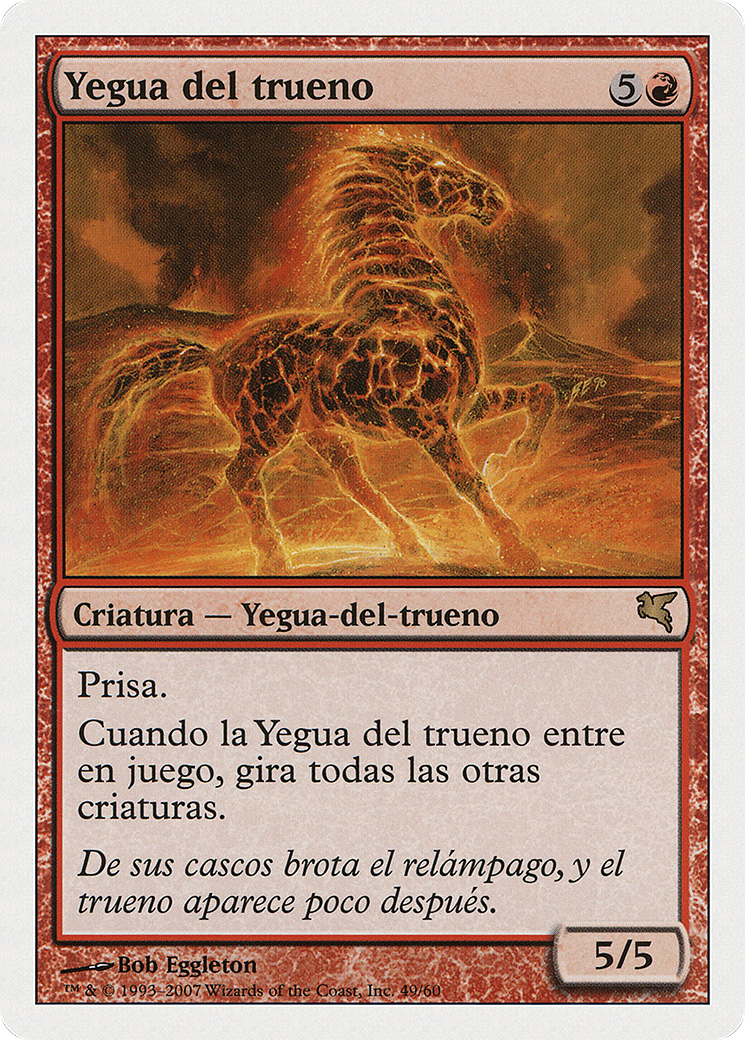 Yegua del trueno
5
BE 96
Criatura — Yegua-del-trueno
Prisa.
Cuando la Yegua del trueno entre
en juego, gira todas las otras
criaturas.
De sus cascos brota el relámpago, y el
trueno aparece poco después.
5/5
Bob Eggleton
™ & © 1993–2007 Wizards of the Coast, Inc. 49/60